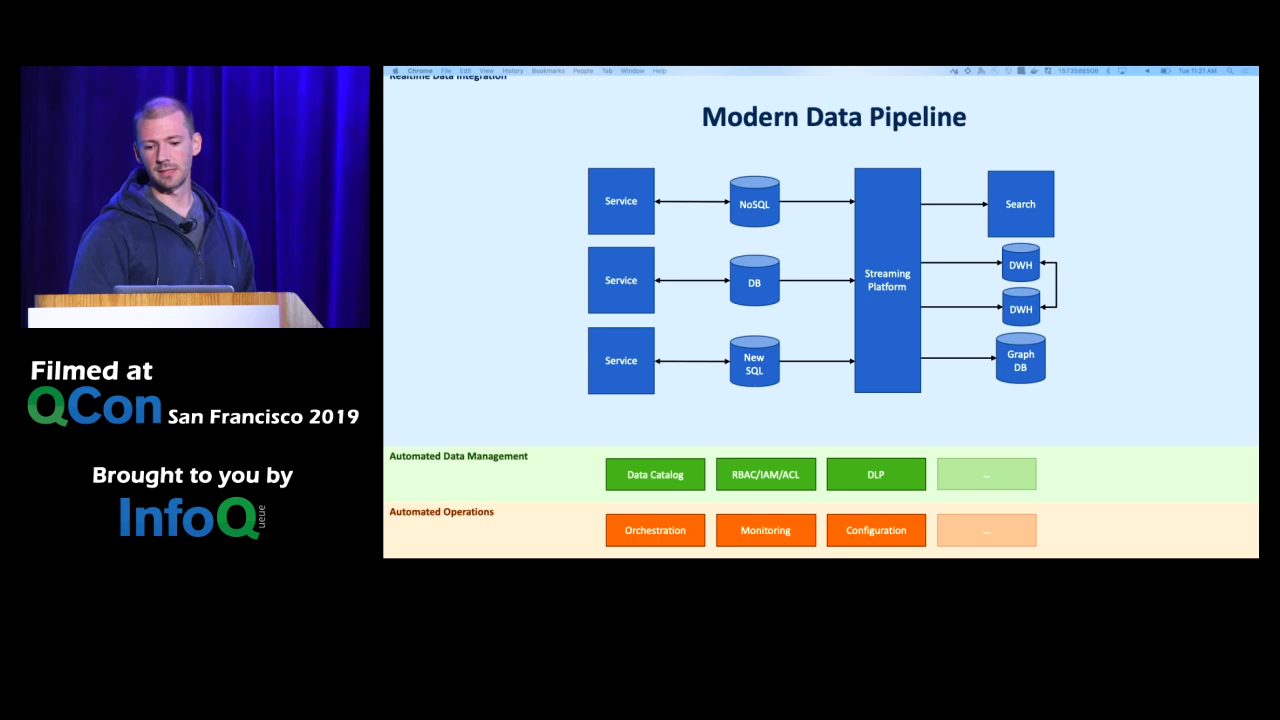 Filmed at
QCon San Francisco 2019
Brought to you by
InfoQ
ueue
Chrome File Edit View History Bookmarks People Tab Window Help 1573586506 Tue 11:21 AM
Realtime Data Integration
Modern Data Pipeline
Service
NoSQL
Search
Service
DB
Streaming
Platform
DWH
DWH
Service
New
SQL
Graph
DB
Automated Data Management
Data Catalog
RBAC/IAM/ACL
DLP
...
Automated Operations
Orchestration
Monitoring
Configuration
...